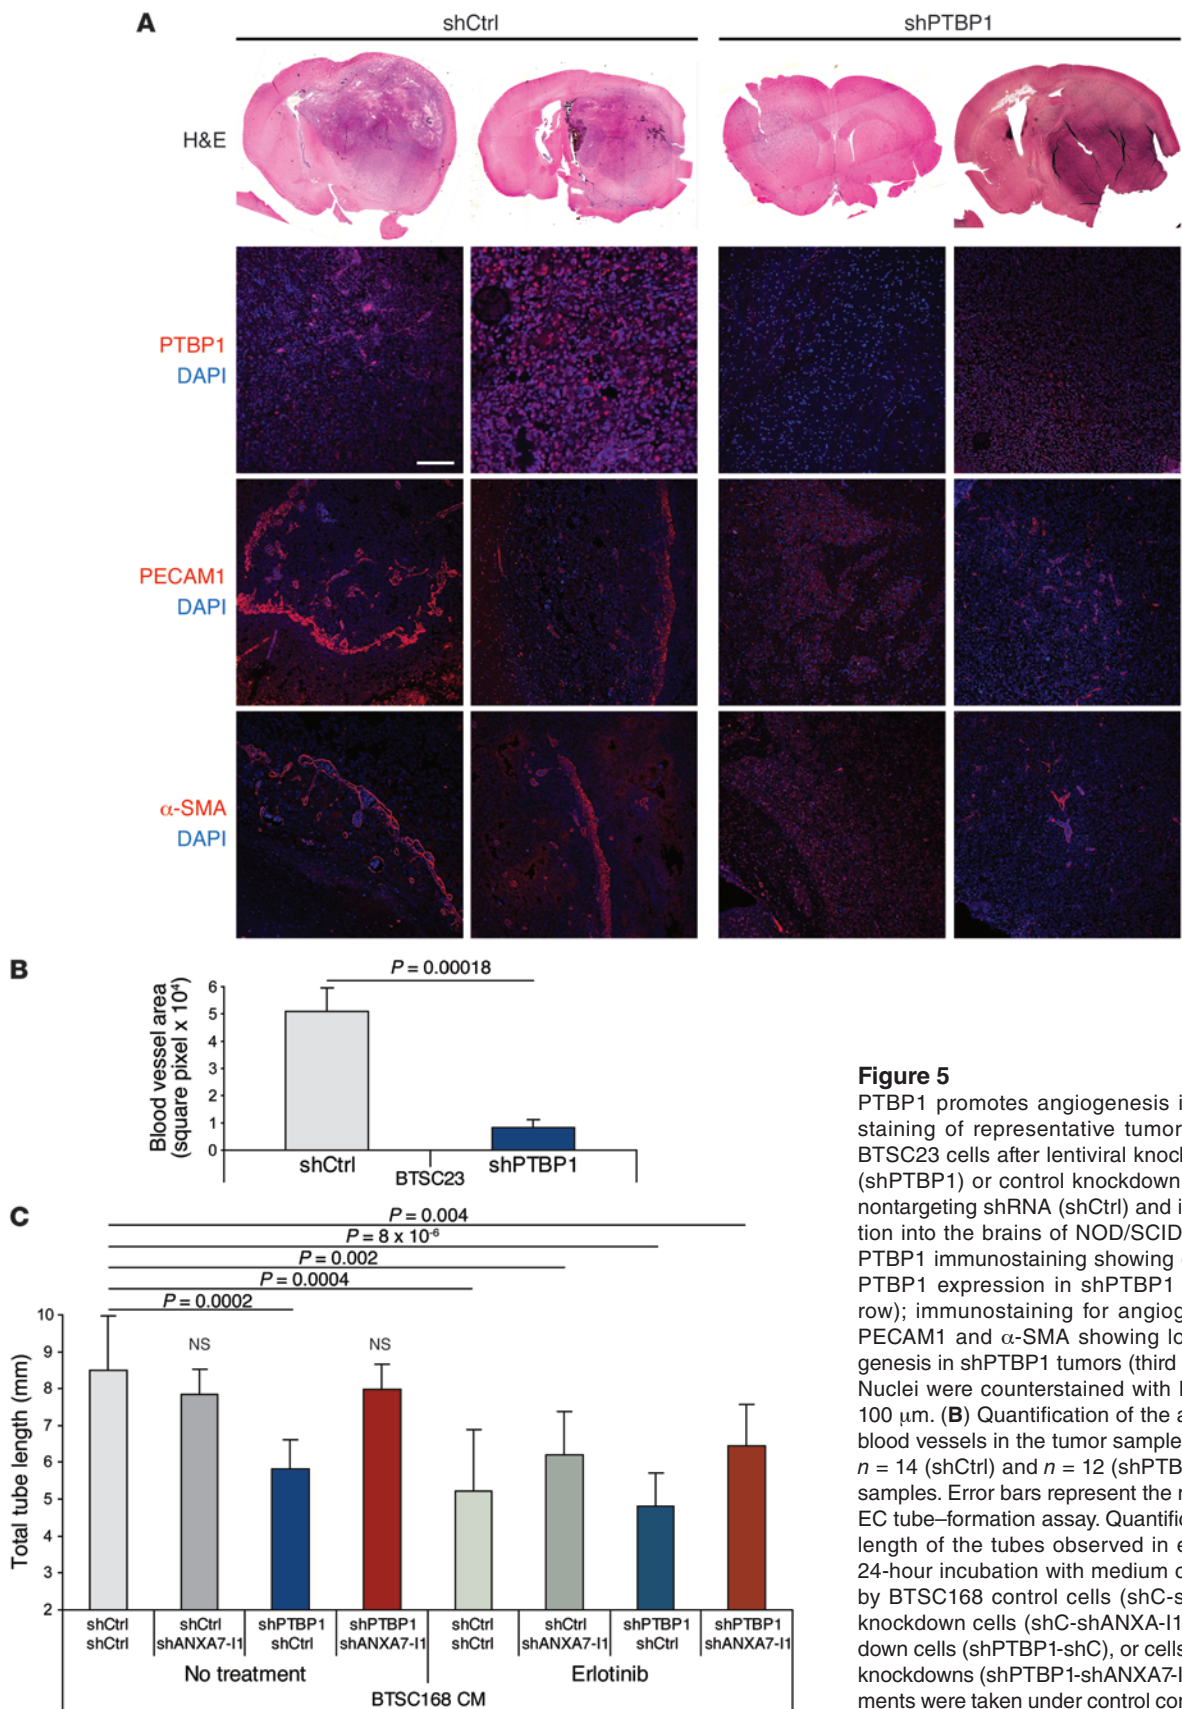 A
shCtrl
shPTBP1
H&E
PTBP1
DAPI
PECAM1
DAPI
α-SMA
DAPI
B
P = 0.00018
Blood vessel area
(square pixel x 10⁴)
6
5
4
3
2
1
0
shCtrl
shPTBP1
BTSC23
C
P = 0.004
P = 8 x 10⁻⁶
P = 0.002
P = 0.0004
P = 0.0002
NS
NS
Total tube length (mm)
10
9
8
7
6
5
4
3
2
shCtrl shCtrl shPTBP1 shPTBP1 shCtrl shCtrl shPTBP1 shPTBP1
shCtrl shANXA7-I1 shCtrl shANXA7-I1 shCtrl shANXA7-I1 shCtrl shANXA7-I1
No treatment
Erlotinib
BTSC168 CM
Figure 5
PTBP1 promotes angiogenesis i
staining of representative tumor
BTSC23 cells after lentiviral knock
(shPTBP1) or control knockdown
nontargeting shRNA (shCtrl) and i
tion into the brains of NOD/SCID
PTBP1 immunostaining showing
PTBP1 expression in shPTBP1
row); immunostaining for angiog
PECAM1 and α-SMA showing lo
genesis in shPTBP1 tumors (third
Nuclei were counterstained with
100 μm. (B) Quantification of the a
blood vessels in the tumor sample
n = 14 (shCtrl) and n = 12 (shPTB
samples. Error bars represent the
EC tube–formation assay. Quantific
length of the tubes observed in e
24-hour incubation with medium c
by BTSC168 control cells (shC-s
knockdown cells (shC-shANXA-I1
down cells (shPTBP1-shC), or cells
knockdowns (shPTBP1-shANXA7-I
ments were taken under control con